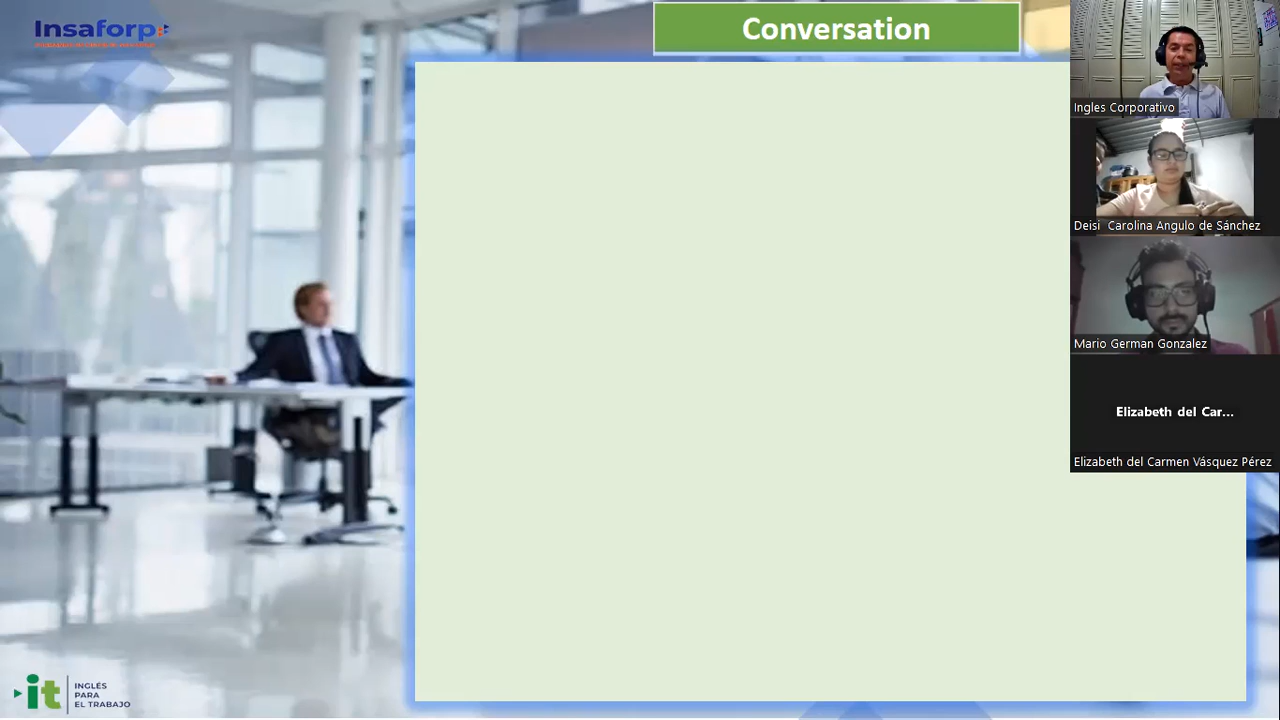 Insaforp
Conversation
Ingles Corporativo
Deisi Carolina Angulo de Sánchez
Mario German Gonzalez
Elizabeth del Car...
Elizabeth del Carmen Vásquez Pérez
it
INGLÉS
PARA
EL TRABAJO